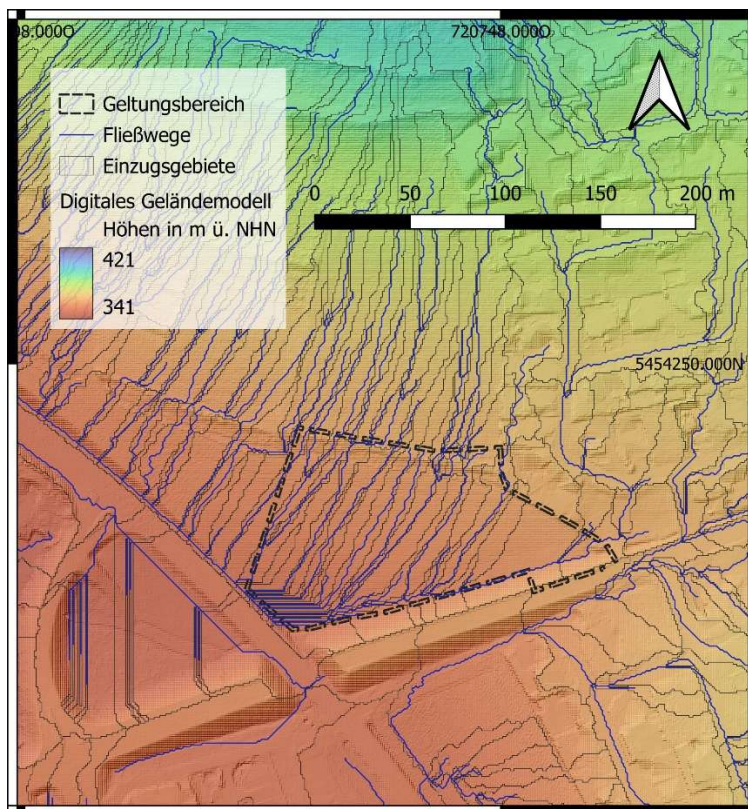 08.000O
720748.000O
Geltungsbereich
Fließwege
Einzugsgebiete
Digitales Geländemodell
Höhen in m ü. NHN
421
341
0 50 100 150 200 m
5454250.000N